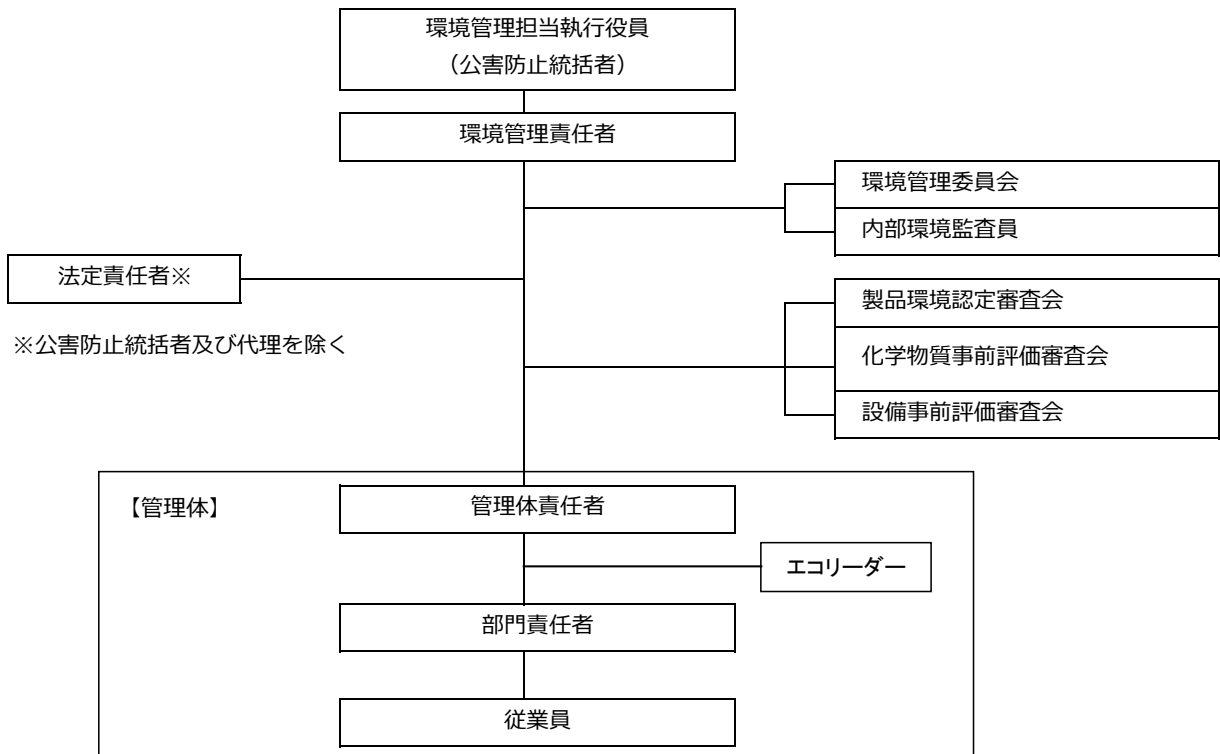 環境管理担当執行役員
（公害防止統括者）
環境管理責任者
環境管理委員会
内部環境監査員
法定責任者※
製品環境認定審査会
※公害防止統括者及び代理を除く
化学物質事前評価審査会
設備事前評価審査会
【管理体】
管理体責任者
エコリーダー
部門責任者
従業員